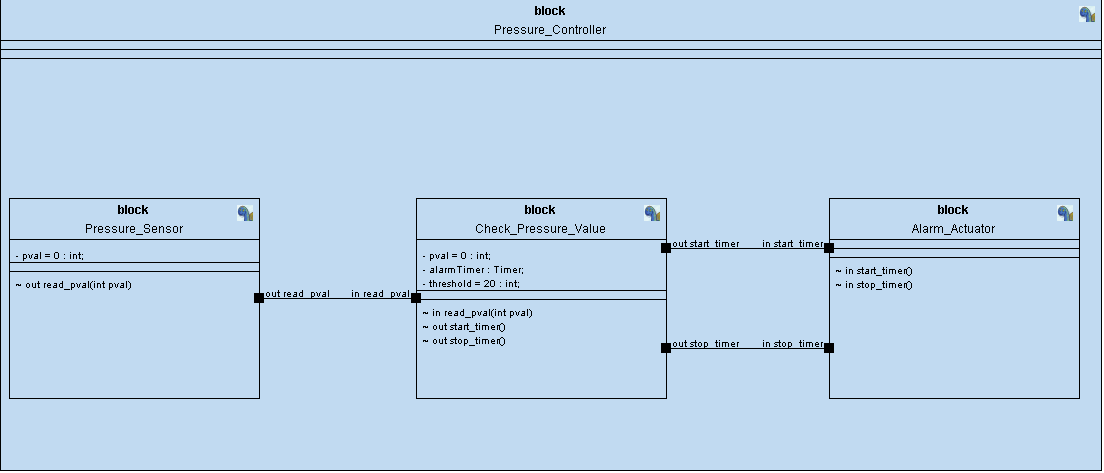 block
Pressure_Controller
block
Pressure_Sensor
- pval = 0 : int;
~ out read_pval(int pval)
out read_pval
in read_pval
block
Check_Pressure_Value
- pval = 0 : int;
- alarmTimer : Timer;
- threshold = 20 : int;
~ in read_pval(int pval)
~ out start_timer()
~ out stop_timer()
out start_timer
in start_timer
out stop_timer
in stop_timer
block
Alarm_Actuator
~ in start_timer()
~ in stop_timer()